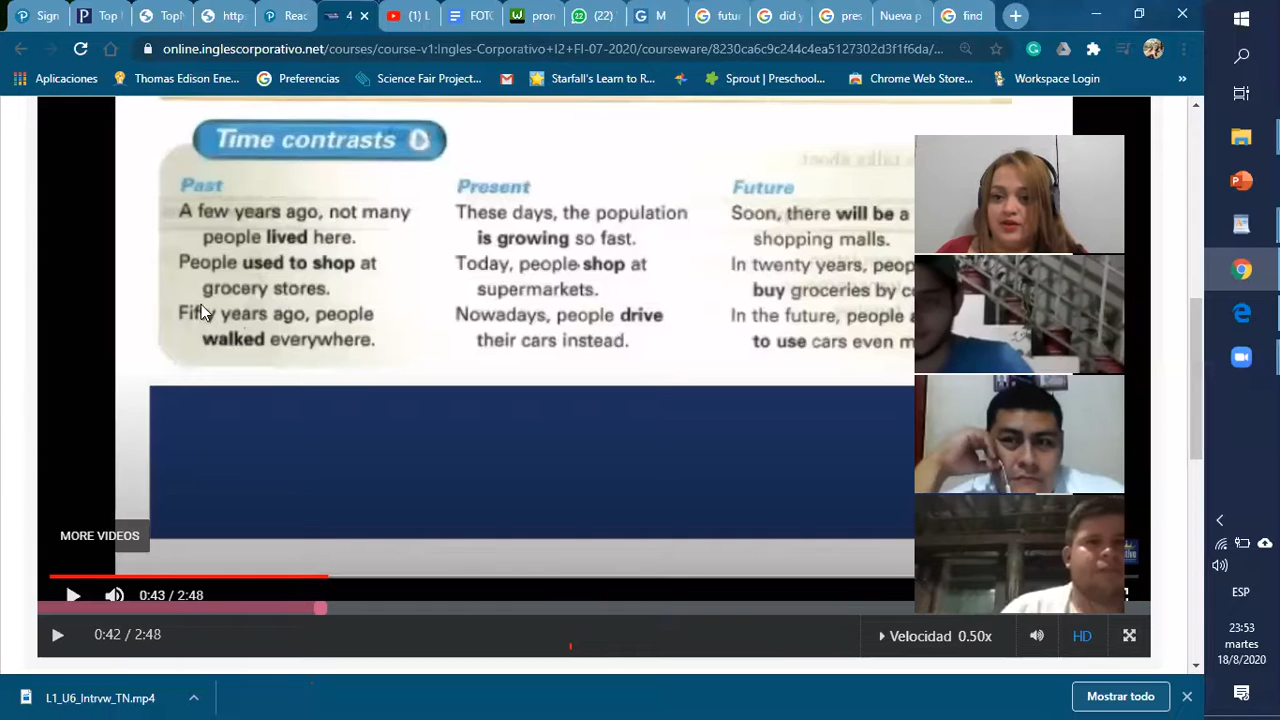 Sign
Top I
TopN
https
Reac
4
(1) L
FOTO
pron
(22)
M
futur
did y
pres
Nueva p
find
online.inglescorporativo.net/courses/course-v1:Ingles-Corporativo+I2+FI-07-2020/courseware/8230ca6c9c244c4ea5127302d3f1f6da/...
Aplicaciones
Thomas Edison Ene...
Preferencias
Science Fair Project...
Starfall's Learn to R...
Sprout | Preschool...
Chrome Web Store...
Workspace Link
»
Time contrasts
Past
A few years ago, not many
people lived here.
People used to shop at
grocery stores.
Fifty years ago, people
walked everywhere.
Present
These days, the population
is growing so fast.
Today, people shop at
supermarkets.
Nowadays, people drive
their cars instead.
Future
Soon, there will be a
shopping malls.
In twenty years, peop
buy groceries by c
In the future, people
to use cars even m
MORE VIDEOS
0:43 / 2:48
0:42 / 2:48
Velocidad 0.50x
HD
L1_U6_Intrvw_TN.mp4
Mostrar todo
ESP
23:53
martes
18/8/2020